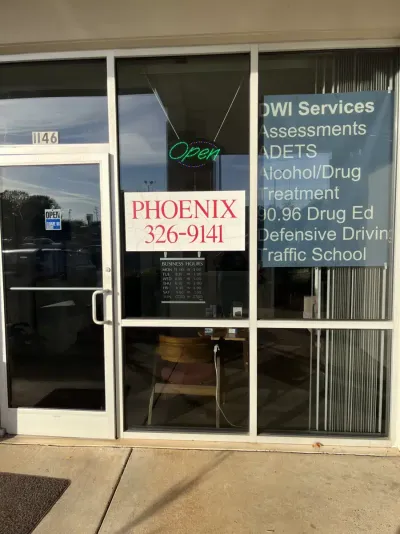 1146
OPEN
Open
PHOENIX
326-9141
BUSINESS HOURS
DWI Services
Assessments
ADETS
Alcohol/Drug
Treatment
90.96 Drug Ed
Defensive Drivin
Traffic School